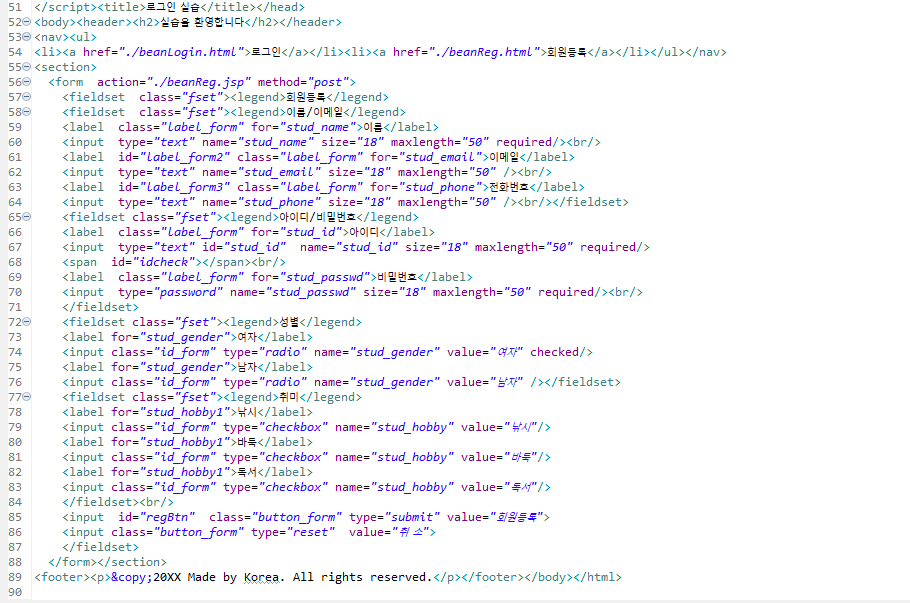 51 </script><title>로그인 실습</title></head>
52 <body><header><h2>실습을 환영합니다</h2></header>
53 <nav><ul>
54 <li><a href="./beanLogin.html">로그인</a></li><li><a href="./beanReg.html">회원등록</a></li></ul></nav>
55 <section>
56 <form  action="./beanReg.jsp" method="post">
57 <fieldset  class="fset"><legend>회원등록</legend>
58 <fieldset  class="fset"><legend>이름/이메일</legend>
59 <label  class="label_form" for="stud_name">이름</label>
60 <input  type="text" name="stud_name" size="18" maxlength="50" required/><br/>
61 <label  id="label_form2" class="label_form" for="stud_email">이메일</label>
62 <input  type="text" name="stud_email" size="18" maxlength="50" /><br/>
63 <label  id="label_form3" class="label_form" for="stud_phone">전화번호</label>
64 <input  type="text" name="stud_phone" size="18" maxlength="50" /><br/></fieldset>
65 <fieldset class="fset"><legend>아이디/비밀번호</legend>
66 <label  class="label_form" for="stud_id">아이디</label>
67 <input  type="text" id="stud_id"  name="stud_id" size="18" maxlength="50" required/>
68 <span  id="idcheck"></span><br/>
69 <label  class="label_form" for="stud_passwd">비밀번호</label>
70 <input  type="password" name="stud_passwd" size="18" maxlength="50" required/><br/>
71 </fieldset>
72 <fieldset class="fset"><legend>성별</legend>
73 <label for="stud_gender">여자</label>
74 <input class="id_form" type="radio" name="stud_gender" value="여자" checked/>
75 <label for="stud_gender">남자</label>
76 <input class="id_form" type="radio" name="stud_gender" value="남자" /></fieldset>
77 <fieldset class="fset"><legend>취미</legend>
78 <label for="stud_hobby1">낚시</label>
79 <input class="id_form" type="checkbox" name="stud_hobby" value="낚시"/>
80 <label for="stud_hobby1">바둑</label>
81 <input class="id_form" type="checkbox" name="stud_hobby" value="바둑"/>
82 <label for="stud_hobby1">독서</label>
83 <input class="id_form" type="checkbox" name="stud_hobby" value="독서"/>
84 </fieldset><br/>
85 <input  id="regBtn"  class="button_form" type="submit" value="회원등록">
86 <input class="button_form" type="reset"  value="취 소">
87 </fieldset>
88 </form></section>
89 <footer><p>&copy;20XX Made by Korea. All rights reserved.</p></footer></body></html>
90